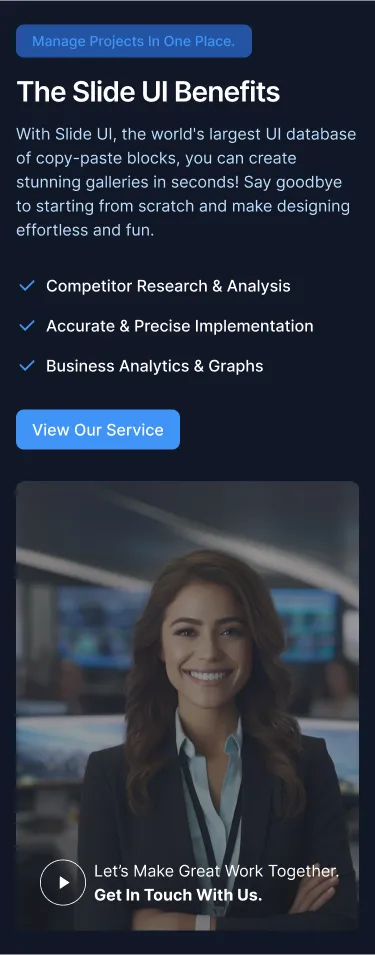 Manage Projects In One Place.
The Slide UI Benefits
With Slide UI, the world's largest UI database
of copy-paste blocks, you can create
stunning galleries in seconds! Say goodbye
to starting from scratch and make designing
effortless and fun.
Competitor Research & Analysis
Accurate & Precise Implementation
Business Analytics & Graphs
View Our Service
Let’s Make Great Work Together.
Get In Touch With Us.